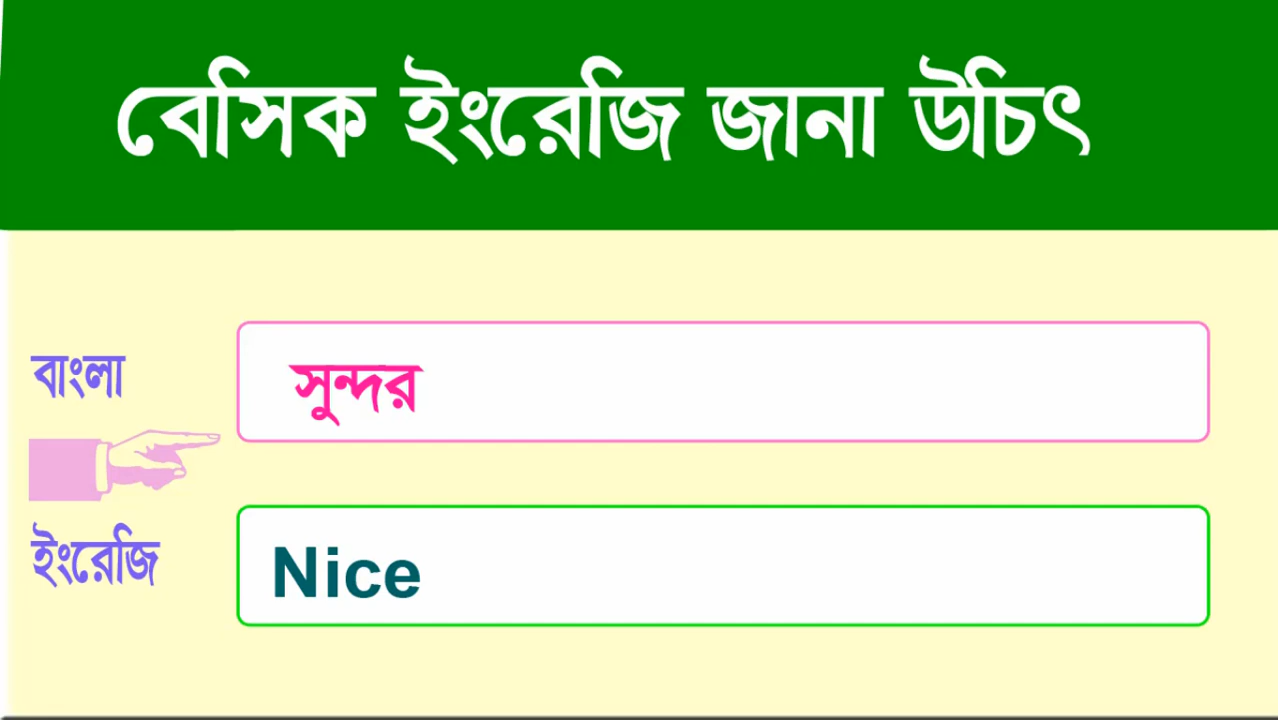 বেসিক ইংরেজি জানা উচিৎ
বাংলা
সুন্দর
ইংরেজি
Nice